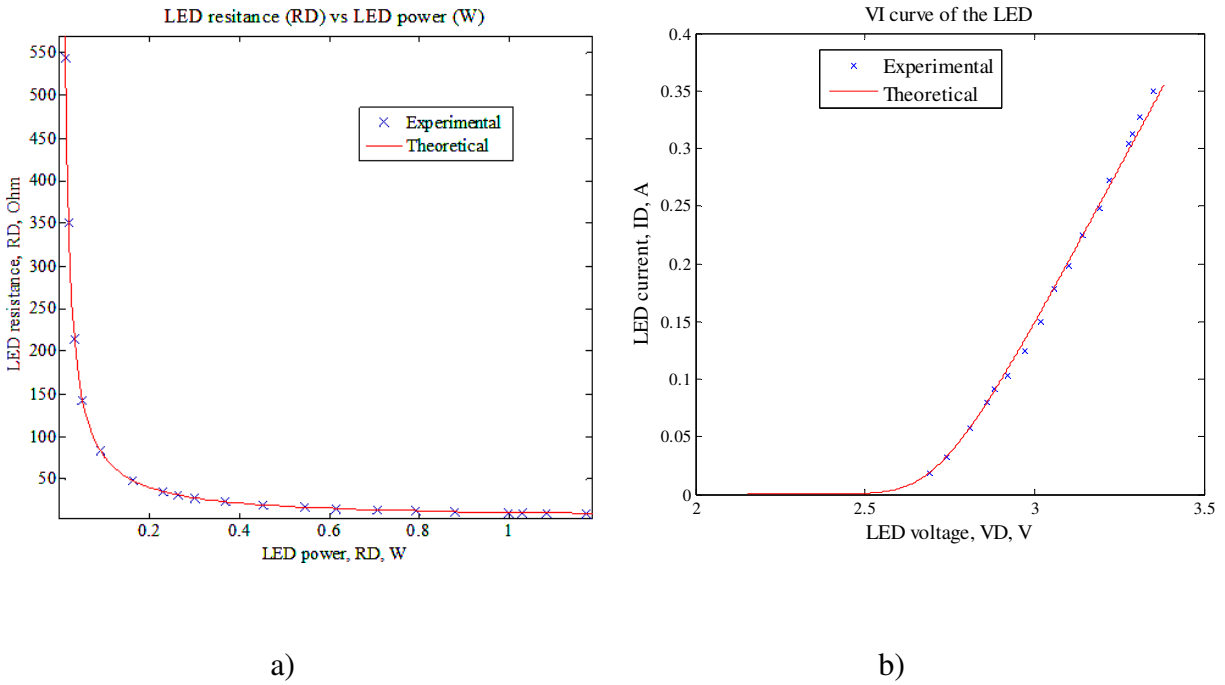 LED resitance (RD) vs LED power (W)
550
500
450
400
350
300
250
200
150
100
50
0.2
0.4
0.6
0.8
1
LED resistance, RD, Ohm
LED power, RD, W
Experimental
Theoretical
a)
VI curve of the LED
0.4
0.35
0.3
0.25
0.2
0.15
0.1
0.05
0
2
2.5
3
3.5
LED current, ID, A
LED voltage, VD, V
Experimental
Theoretical
b)